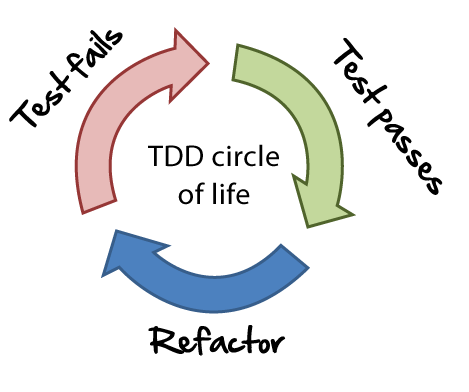 Test fails
Test passes
TDD circle
of life
Refactor